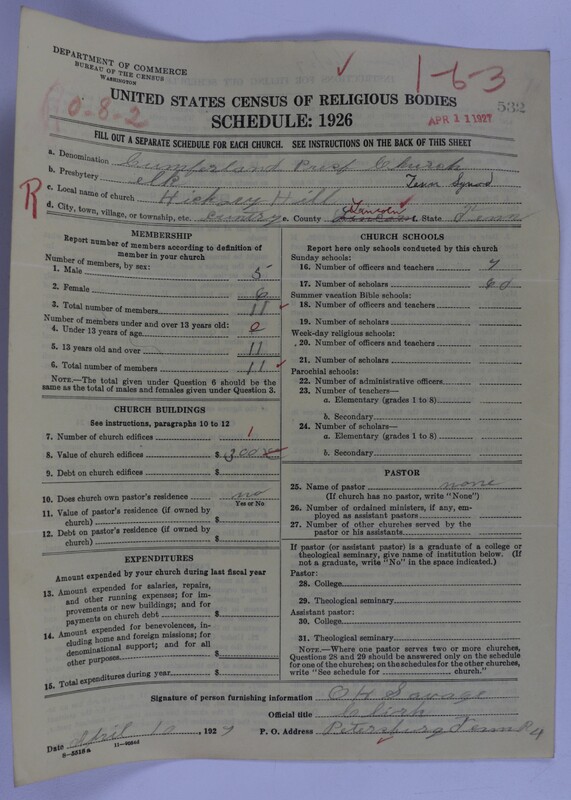 DEPARTMENT OF COMMERCE
BUREAU OF THE CENSUS
WASHINGTON
1-6-3
0-8-2
532
UNITED STATES CENSUS OF RELIGIOUS BODIES
APR 11 1927
SCHEDULE: 1926
FILL OUT A SEPARATE SCHEDULE FOR EACH CHURCH. SEE INSTRUCTIONS ON THE BACK OF THIS SHEET
a. Denomination Cumberland Presb Church
b. Presbytery Elk Tenn Synod
R
c. Local name of church Hickory Hill
d. City, town, village, or township, etc. Country e. County Lincoln f. State Tenn
MEMBERSHIP
Report number of members according to definition of member in your church
Number of members, by sex:
1. Male 5
2. Female 6
3. Total number of members 11
Number of members under and over 13 years old:
4. Under 13 years of age 0
5. 13 years old and over 11
6. Total number of members 11
NOTE.—The total given under Question 6 should be the
same as the total of males and females given under Question 3.
CHURCH BUILDINGS
See instructions, paragraphs 10 to 12
7. Number of church edifices 1
8. Value of church edifices $ 300
9. Debt on church edifices $
10. Does church own pastor's residence no
Yes or No
11. Value of pastor's residence (if owned by
church) $
12. Debt on pastor's residence (if owned by
church) $
EXPENDITURES
Amount expended by your church during last fiscal year
13. Amount expended for salaries, repairs,
and other running expenses; for im-
provements or new buildings; and for
payments on church debt $
14. Amount expended for benevolences, in-
cluding home and foreign missions; for
denominational support; and for all
other purposes $
15. Total expenditures during year $
CHURCH SCHOOLS
Report here only schools conducted by this church
Sunday schools:
16. Number of officers and teachers 7
17. Number of scholars 60
Summer vacation Bible schools:
18. Number of officers and teachers
19. Number of scholars
Week-day religious schools:
20. Number of officers and teachers
21. Number of scholars
Parochial schools:
22. Number of administrative officers
23. Number of teachers—
a. Elementary (grades 1 to 8)
b. Secondary
24. Number of scholars—
a. Elementary (grades 1 to 8)
b. Secondary
PASTOR
25. Name of pastor none
(If church has no pastor, write "None")
26. Number of ordained ministers, if any, em-
ployed as assistant pastors
27. Number of other churches served by the
pastor or his assistants
If pastor (or assistant pastor) is a graduate of a college or
theological seminary, give name of institution below. (If
not a graduate, write "No" in the space indicated.)
Pastor:
28. College
29. Theological seminary
Assistant pastor:
30. College
31. Theological seminary
NOTE.—Where one pastor serves two or more churches,
Questions 28 and 29 should be answered only on the schedule
for one of the churches; on the schedules for the other churches,
write "See schedule for church."
Signature of person furnishing information Savage
Official title Clerk
Date April 10, 1927 P. O. Address Petersburg Tenn R 4
8-5518 a